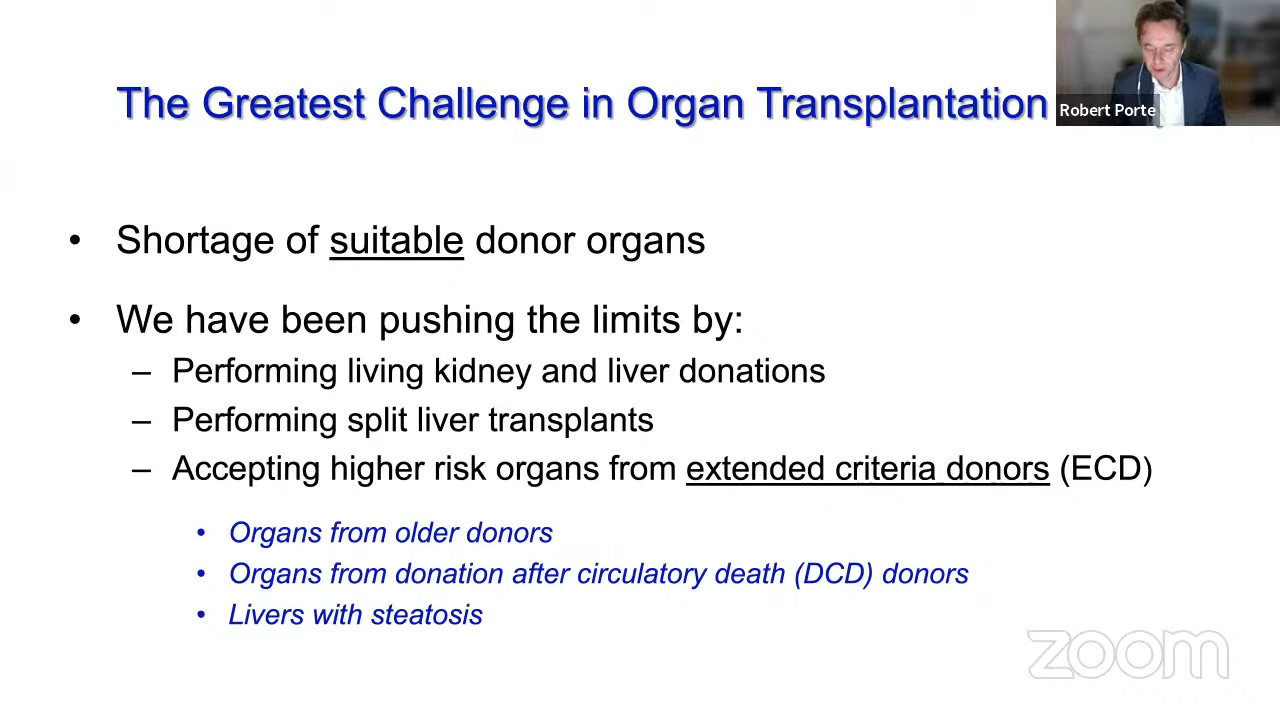 The Greatest Challenge in Organ Transplantation
Robert Porte
• Shortage of suitable donor organs
• We have been pushing the limits by:
– Performing living kidney and liver donations
– Performing split liver transplants
– Accepting higher risk organs from extended criteria donors (ECD)
• Organs from older donors
• Organs from donation after circulatory death (DCD) donors
• Livers with steatosis
zoom